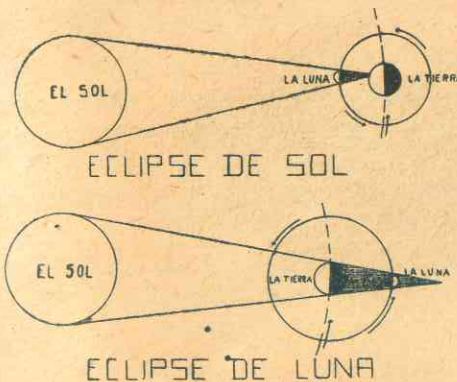 EL SOL
LA LUNA
LA TIERRA
ECLIPSE DE SOL
EL SOL
LA TIERRA
LA LUNA
ECLIPSE DE LUNA